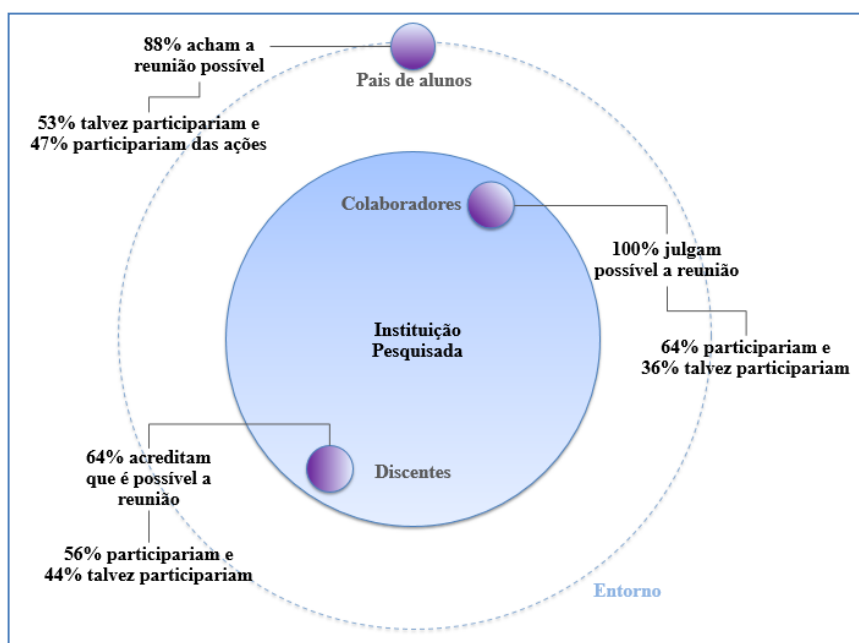 88% acham a
reunião possível
Pais de alunos
53% talvez participariam e
47% participariam das ações
Colaboradores
100% julgam
possível a reunião
Instituição
Pesquisada
64% participariam e
36% talvez participariam
64% acreditam
que é possível a
reunião
Discentes
56% participariam e
44% talvez participariam
Entorno